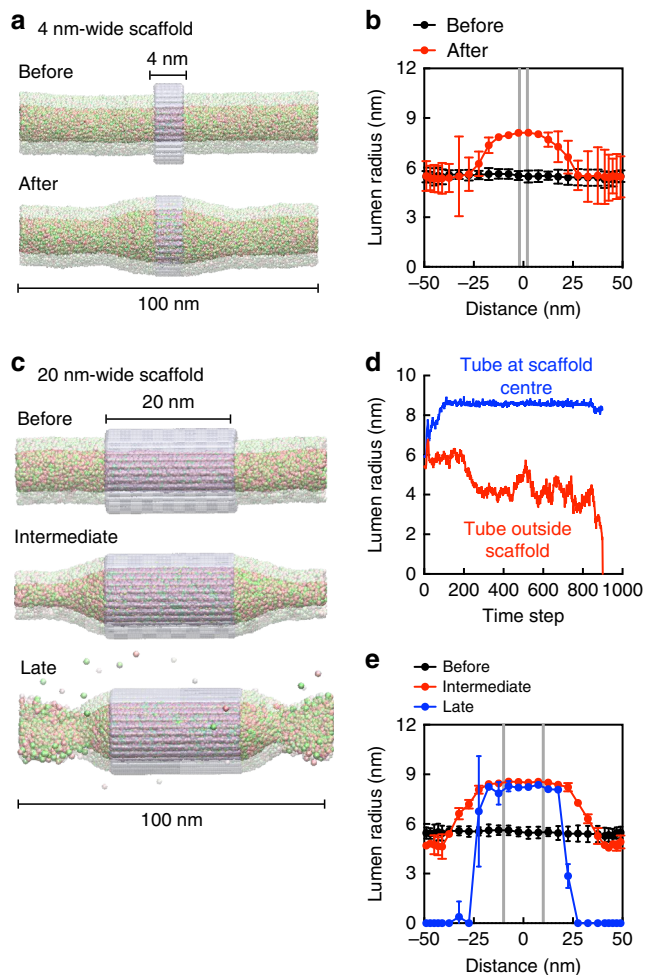 a 4 nm-wide scaffold
Before
4 nm
After
100 nm
b
Before
After
Lumen radius (nm)
12
9
6
3
0
−50 −25 0 25 50
Distance (nm)
c 20 nm-wide scaffold
Before
20 nm
Intermediate
Late
100 nm
d
Tube at scaffold
centre
Tube outside
scaffold
Lumen radius (nm)
10
8
6
4
2
0
0 200 400 600 800 1000
Time step
e
Before
Intermediate
Late
Lumen radius (nm)
12
9
6
3
0
−50 −25 0 25 50
Distance (nm)